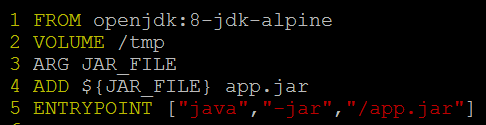 1 FROM openjdk:8-jdk-alpine
2 VOLUME /tmp
3 ARG JAR_FILE
4 ADD ${JAR_FILE} app.jar
5 ENTRYPOINT ["java","-jar","/app.jar"]